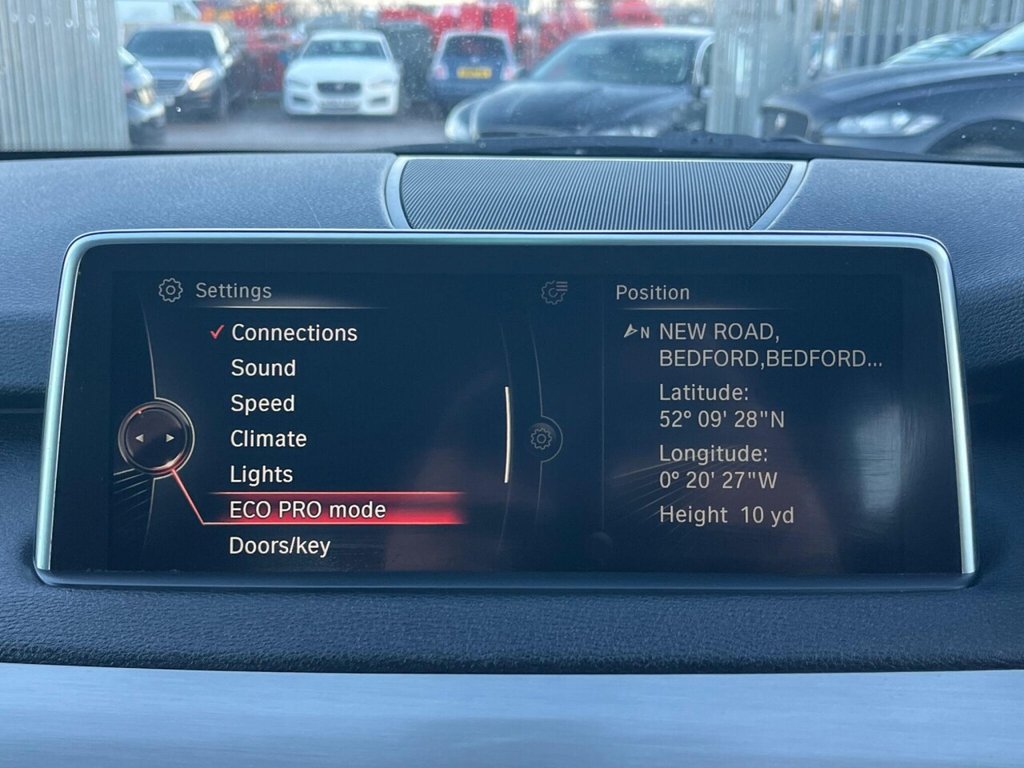 Settings
Connections
Sound
Speed
Climate
Lights
ECO PRO mode
Doors/key
Position
N NEW ROAD,
BEDFORD,BEDFORD...
Latitude:
52° 09' 28"N
Longitude:
0° 20' 27"W
Height 10 yd